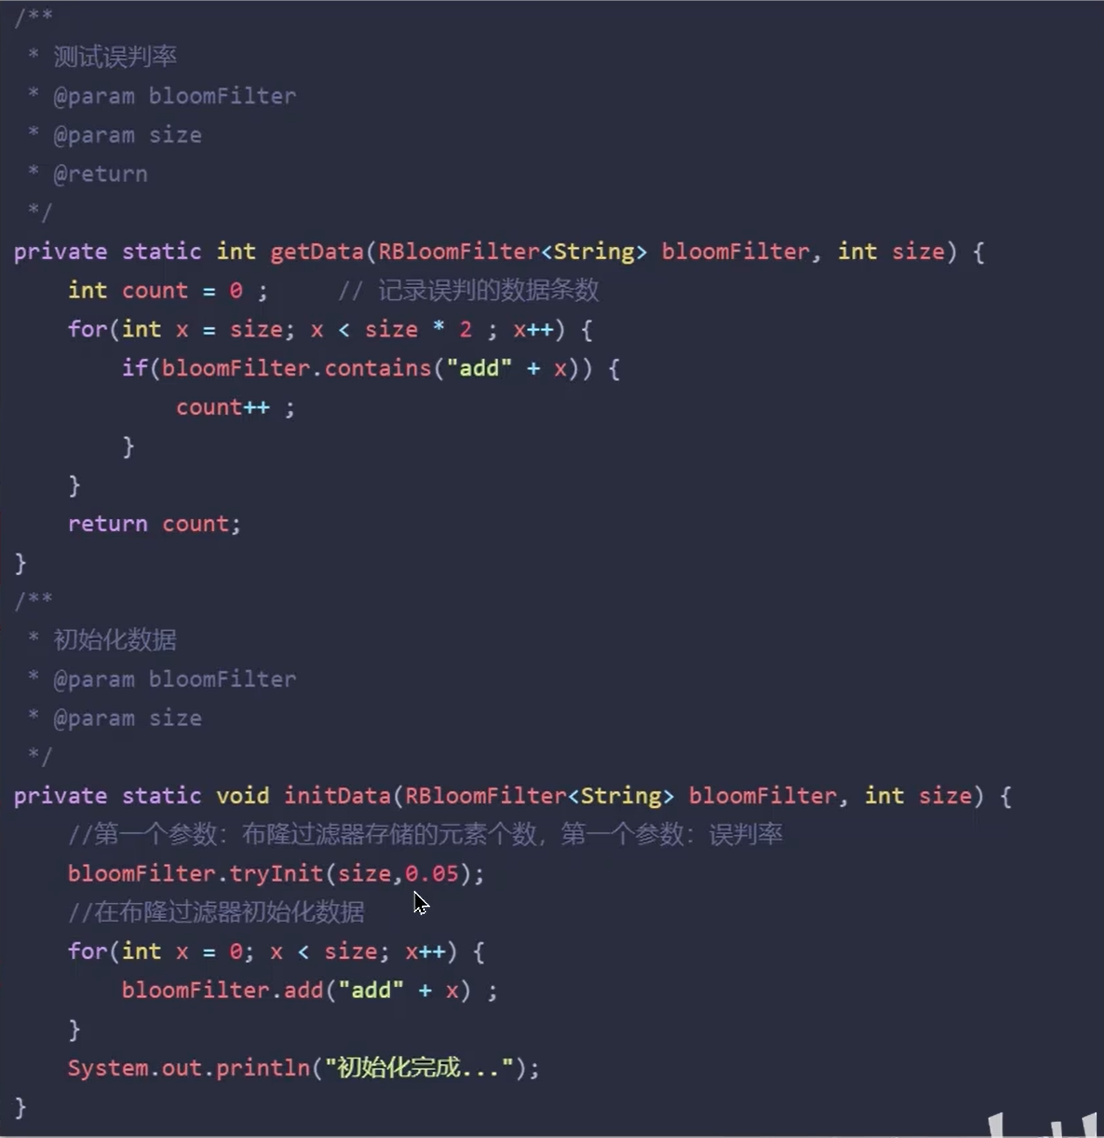 /**
 * 测试误判率
 * @param bloomFilter
 * @param size
 * @return
 */
private static int getData(RBloomFilter<String> bloomFilter, int size) {
    int count = 0 ;     // 记录误判的数据条数
    for(int x = size; x < size * 2 ; x++) {
        if(bloomFilter.contains("add" + x)) {
            count++ ;
        }
    }
    return count;
}
/**
 * 初始化数据
 * @param bloomFilter
 * @param size
 */
private static void initData(RBloomFilter<String> bloomFilter, int size) {
    //第一个参数：布隆过滤器存储的元素个数，第一个参数：误判率
    bloomFilter.tryInit(size,0.05);
    //在布隆过滤器初始化数据
    for(int x = 0; x < size; x++) {
        bloomFilter.add("add" + x) ;
    }
    System.out.println("初始化完成...");
}